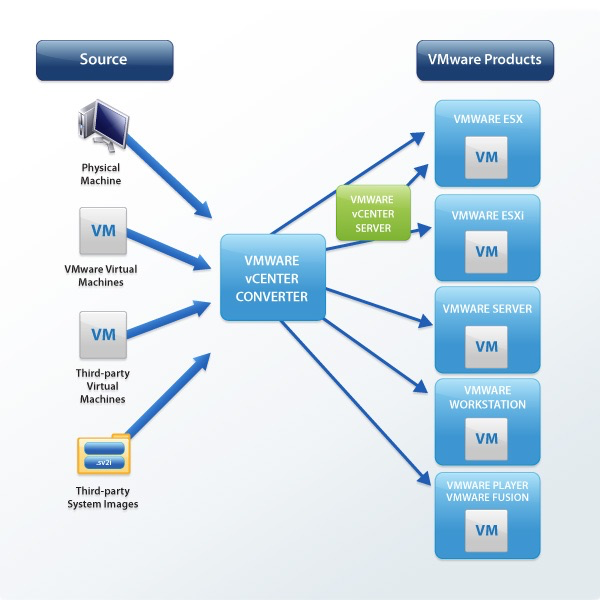 Source
VMware Products
Physical
Machine
VM
VMware Virtual
Machines
VM
Third-party
Virtual
Machines
.sv2i
Third-party
System Images
VMWARE
vCENTER
CONVERTER
VMWARE
vCENTER
SERVER
VMWARE ESX
VM
VMWARE ESXi
VM
VMWARE SERVER
VM
VMWARE
WORKSTATION
VM
VMWARE PLAYER
VMWARE FUSION
VM